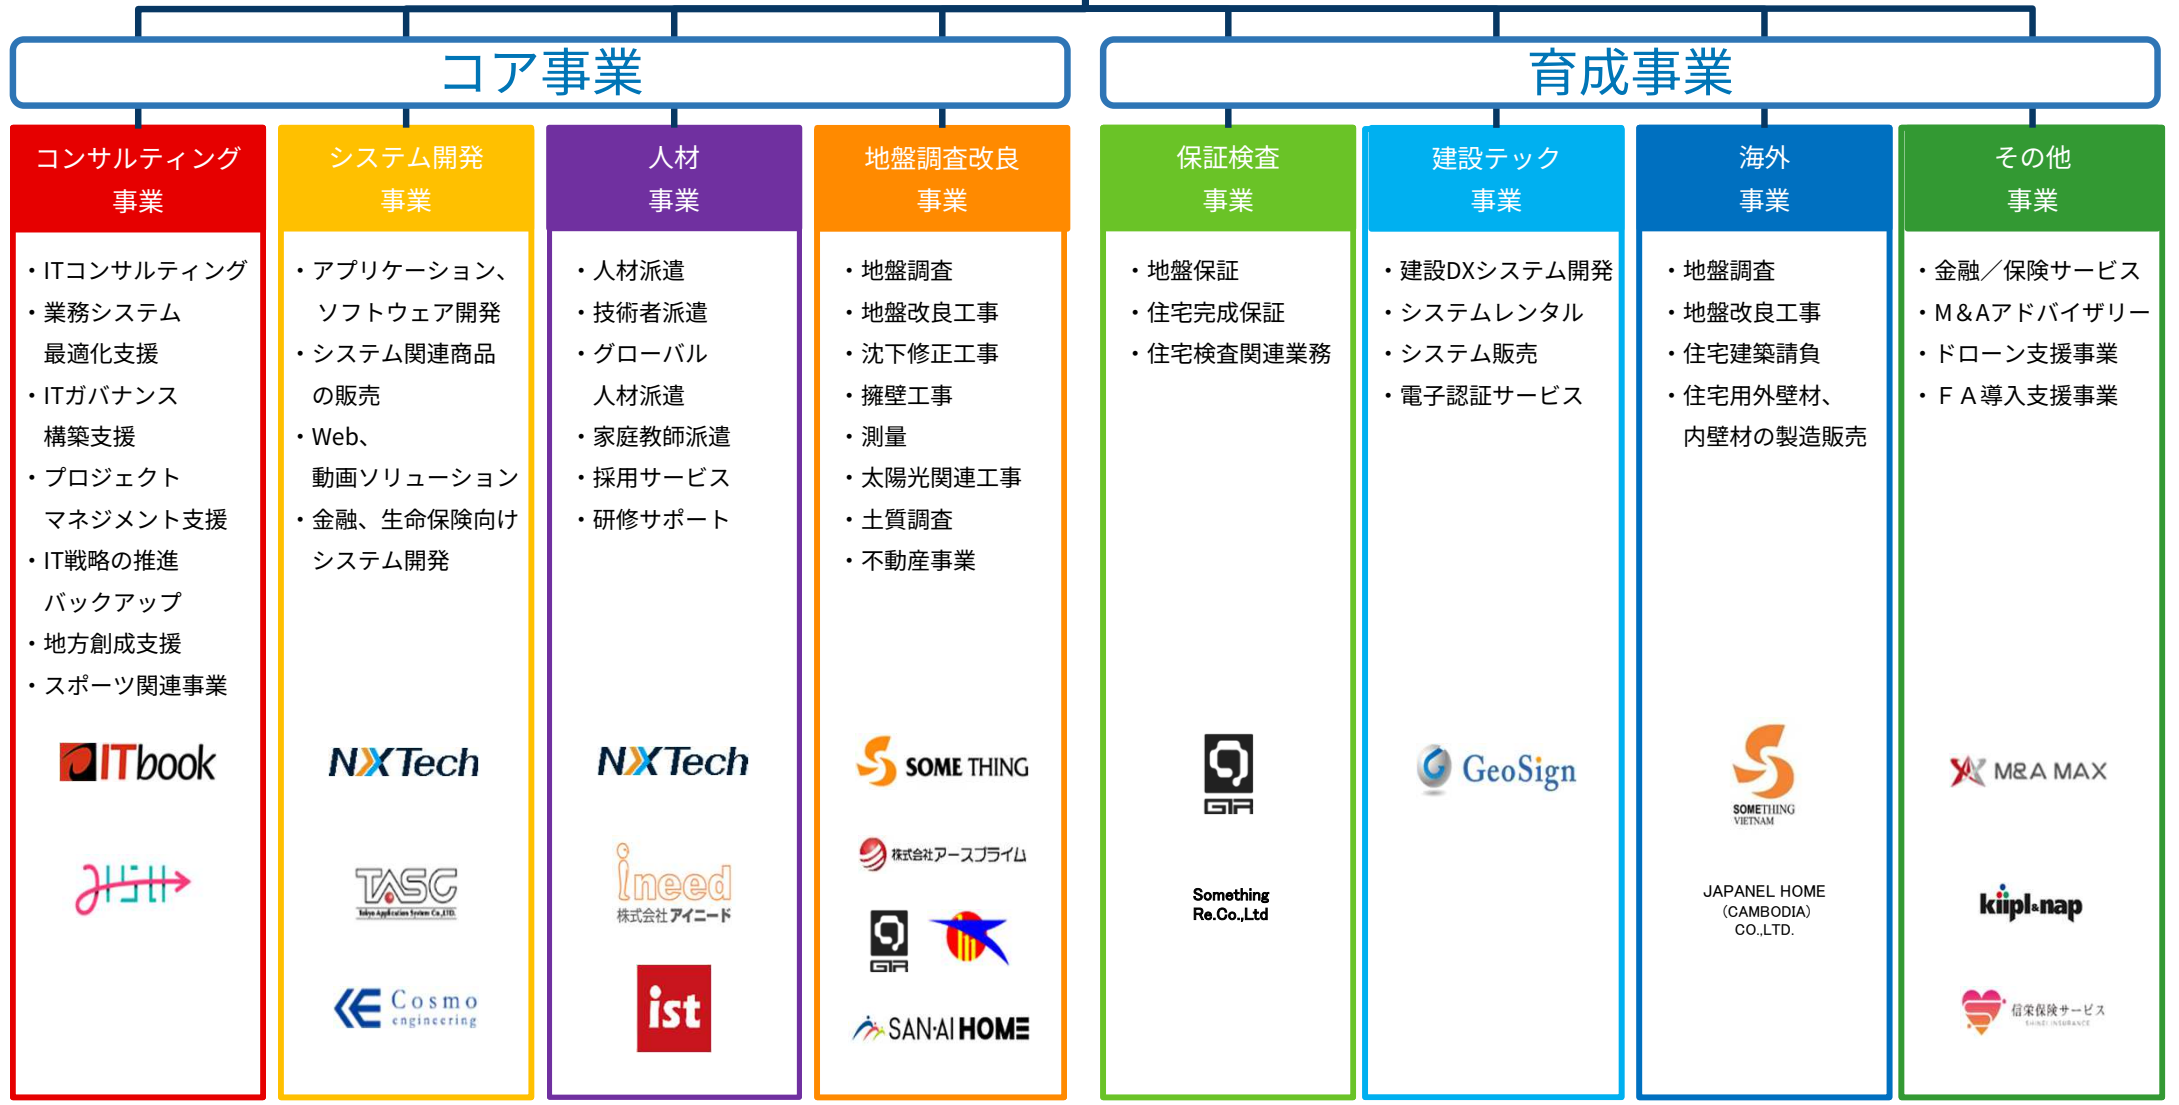 コア事業
育成事業
コンサルティング
事業
・ITコンサルティング
・業務システム
最適化支援
・ITガバナンス
構築支援
・プロジェクト
マネジメント支援
・IT戦略の推進
バックアップ
・地方創成支援
・スポーツ関連事業
ITbook
システム開発
事業
・アプリケーション、
ソフトウェア開発
・システム関連商品
の販売
・Web、
動画ソリューション
・金融、生命保険向け
システム開発
NXTech
TASC
Tokyo Application System Co.,LTD.
Cosmo
engineering
人材
事業
・人材派遣
・技術者派遣
・グローバル
人材派遣
・家庭教師派遣
・採用サービス
・研修サポート
NXTech
ineed
株式会社アイニード
ist
地盤調査改良
事業
・地盤調査
・地盤改良工事
・沈下修正工事
・擁壁工事
・測量
・太陽光関連工事
・土質調査
・不動産事業
SOME THING
株式会社アースプライム
GIR
SAN·AI HOME
保証検査
事業
・地盤保証
・住宅完成保証
・住宅検査関連業務
GIR
Something
Re.Co.,Ltd
建設テック
事業
・建設DXシステム開発
・システムレンタル
・システム販売
・電子認証サービス
GeoSign
海外
事業
・地盤調査
・地盤改良工事
・住宅建築請負
・住宅用外壁材、
内壁材の製造販売
SOMETHING
VIETNAM
JAPANEL HOME
（CAMBODIA）
CO.,LTD.
その他
事業
・金融／保険サービス
・M＆Aアドバイザリー
・ドローン支援事業
・ＦＡ導入支援事業
M&A MAX
kiipl&nap
信栄保険サービス
SHINEI INSURANCE